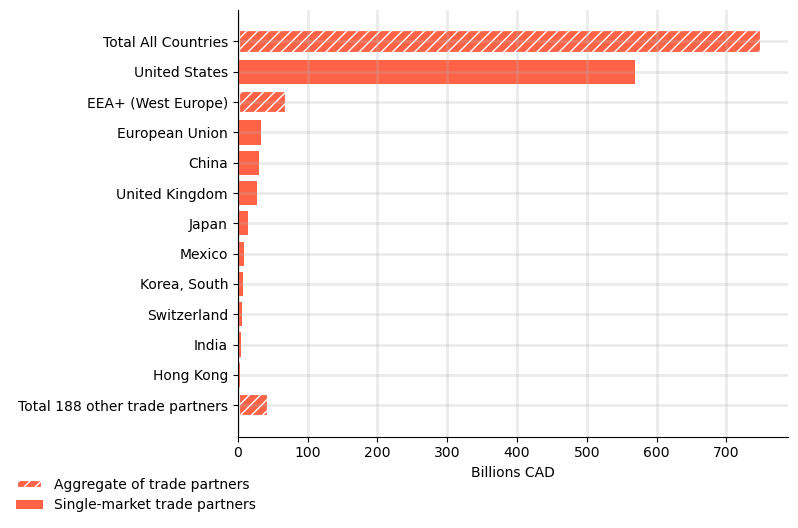 Total All Countries
United States
EEA+ (West Europe)
European Union
China
United Kingdom
Japan
Mexico
Korea, South
Switzerland
India
Hong Kong
Total 188 other trade partners
0 100 200 300 400 500 600 700
Billions CAD
Aggregate of trade partners
Single-market trade partners